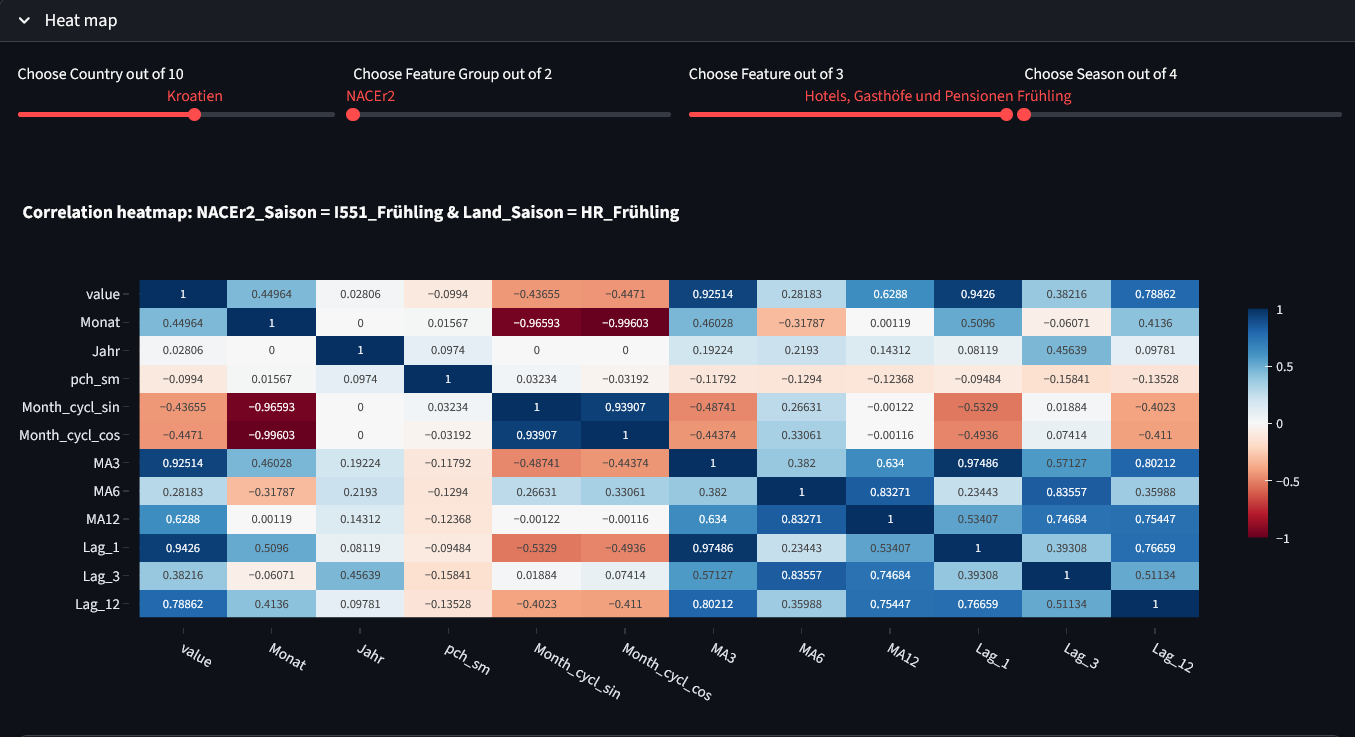 Heat map
Choose Country out of 10 Choose Feature Group out of 2 Choose Feature out of 3 Choose Season out of 4
Kroatien NACEr2 Hotels, Gasthöfe und Pensionen Frühling
Correlation heatmap: NACEr2_Saison = I551_Frühling & Land_Saison = HR_Frühling
value 1 0.44964 0.02806 −0.0994 −0.43655 −0.4471 0.92514 0.28183 0.6288 0.9426 0.38216 0.78862
Monat 0.44964 1 0 0.01567 −0.96593 −0.99603 0.46028 −0.31787 0.00119 0.5096 −0.06071 0.4136
Jahr 0.02806 0 1 0.0974 0 0 0.19224 0.2193 0.14312 0.08119 0.45639 0.09781
pch_sm −0.0994 0.01567 0.0974 1 0.03234 −0.03192 −0.11792 −0.1294 −0.12368 −0.09484 −0.15841 −0.13528
Month_cycl_sin −0.43655 −0.96593 0 0.03234 1 0.93907 −0.48741 0.26631 −0.00122 −0.5329 0.01884 −0.4023
Month_cycl_cos −0.4471 −0.99603 0 −0.03192 0.93907 1 −0.44374 0.33061 −0.00116 −0.4936 0.07414 −0.411
MA3 0.92514 0.46028 0.19224 −0.11792 −0.48741 −0.44374 1 0.382 0.634 0.97486 0.57127 0.80212
MA6 0.28183 −0.31787 0.2193 −0.1294 0.26631 0.33061 0.382 1 0.83271 0.23443 0.83557 0.35988
MA12 0.6288 0.00119 0.14312 −0.12368 −0.00122 −0.00116 0.634 0.83271 1 0.53407 0.74684 0.75447
Lag_1 0.9426 0.5096 0.08119 −0.09484 −0.5329 −0.4936 0.97486 0.23443 0.53407 1 0.39308 0.76659
Lag_3 0.38216 −0.06071 0.45639 −0.15841 0.01884 0.07414 0.57127 0.83557 0.74684 0.39308 1 0.51134
Lag_12 0.78862 0.4136 0.09781 −0.13528 −0.4023 −0.411 0.80212 0.35988 0.75447 0.76659 0.51134 1
value Monat Jahr pch_sm Month_cycl_sin Month_cycl_cos MA3 MA6 MA12 Lag_1 Lag_3 Lag_12
1
0.5
0
−0.5
−1